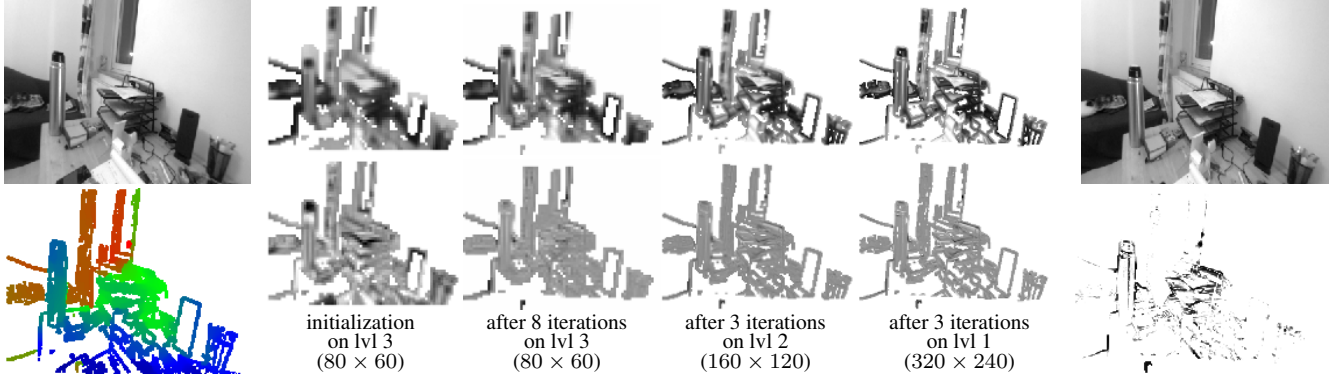 initialization
on lvl 3
(80 × 60)
after 8 iterations
on lvl 3
(80 × 60)
after 3 iterations
on lvl 2
(160 × 120)
after 3 iterations
on lvl 1
(320 × 240)